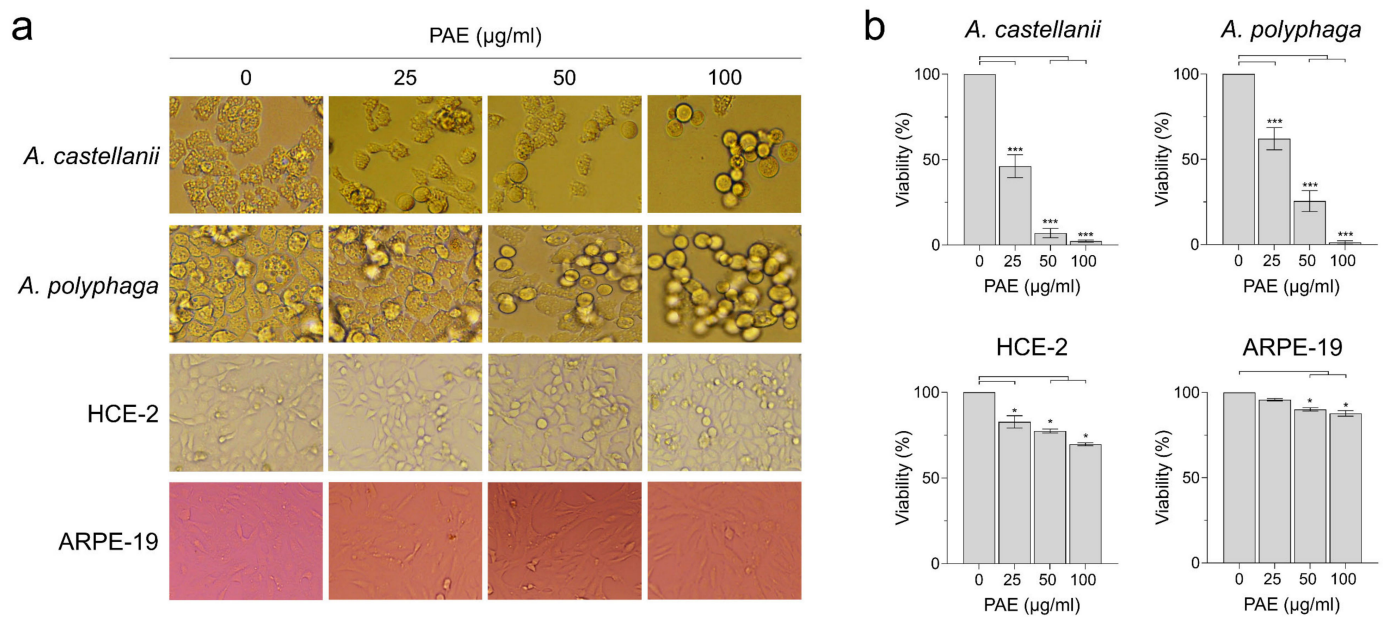 a
PAE (µg/ml)
0 25 50 100
A. castellanii
A. polyphaga
HCE-2
ARPE-19
b
A. castellanii
100
50
0
Viability (%)
***
***
***
0 25 50 100
PAE (µg/ml)
A. polyphaga
100
50
0
Viability (%)
***
***
***
0 25 50 100
PAE (µg/ml)
HCE-2
100
50
0
Viability (%)
*
*
*
0 25 50 100
PAE (µg/ml)
ARPE-19
100
50
0
Viability (%)
*
*
0 25 50 100
PAE (µg/ml)